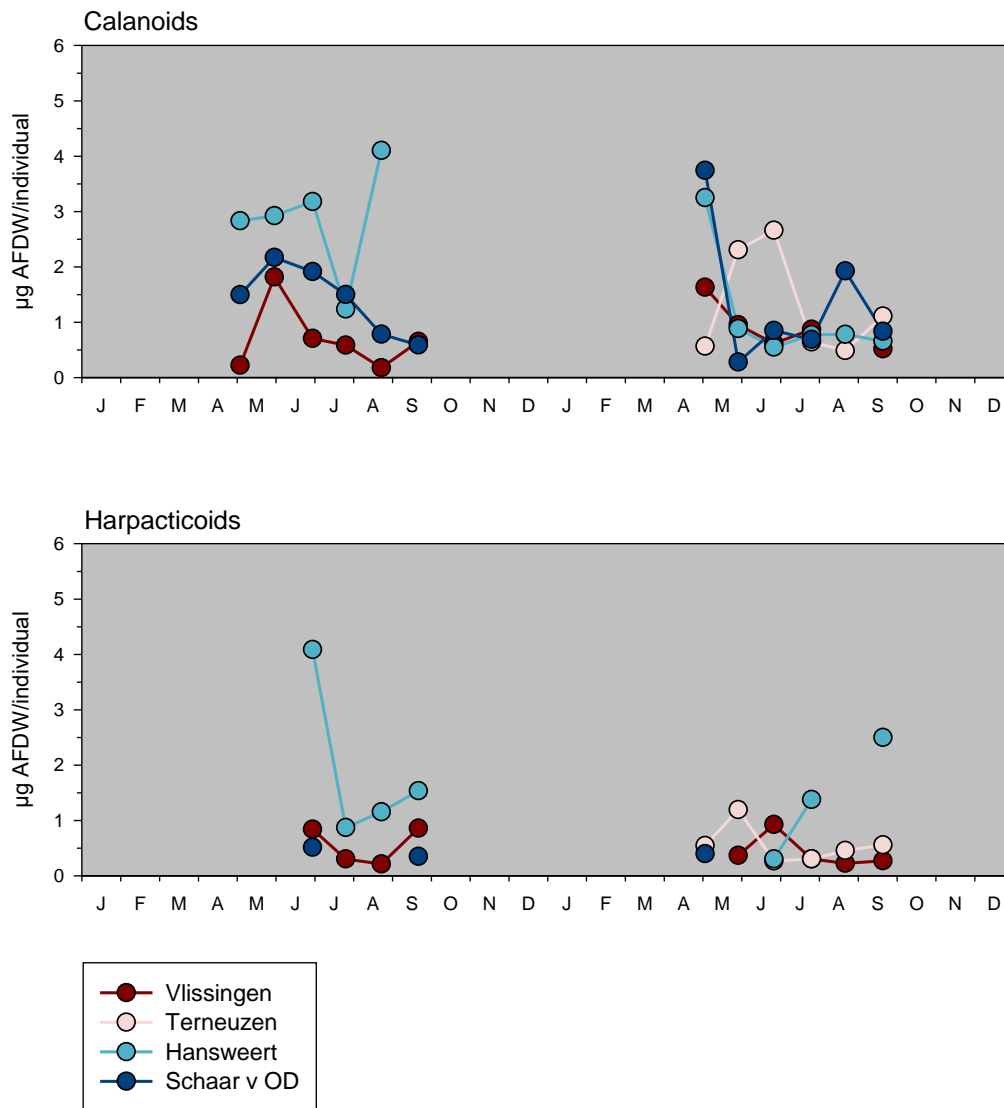 Calanoids
6
5
4
3
2
1
0
µg AFDW/individual
J F M A M J J A S O N D J F M A M J J A S O N D
Harpacticoids
6
5
4
3
2
1
0
µg AFDW/individual
J F M A M J J A S O N D J F M A M J J A S O N D
Vlissingen
Terneuzen
Hansweert
Schaar v OD